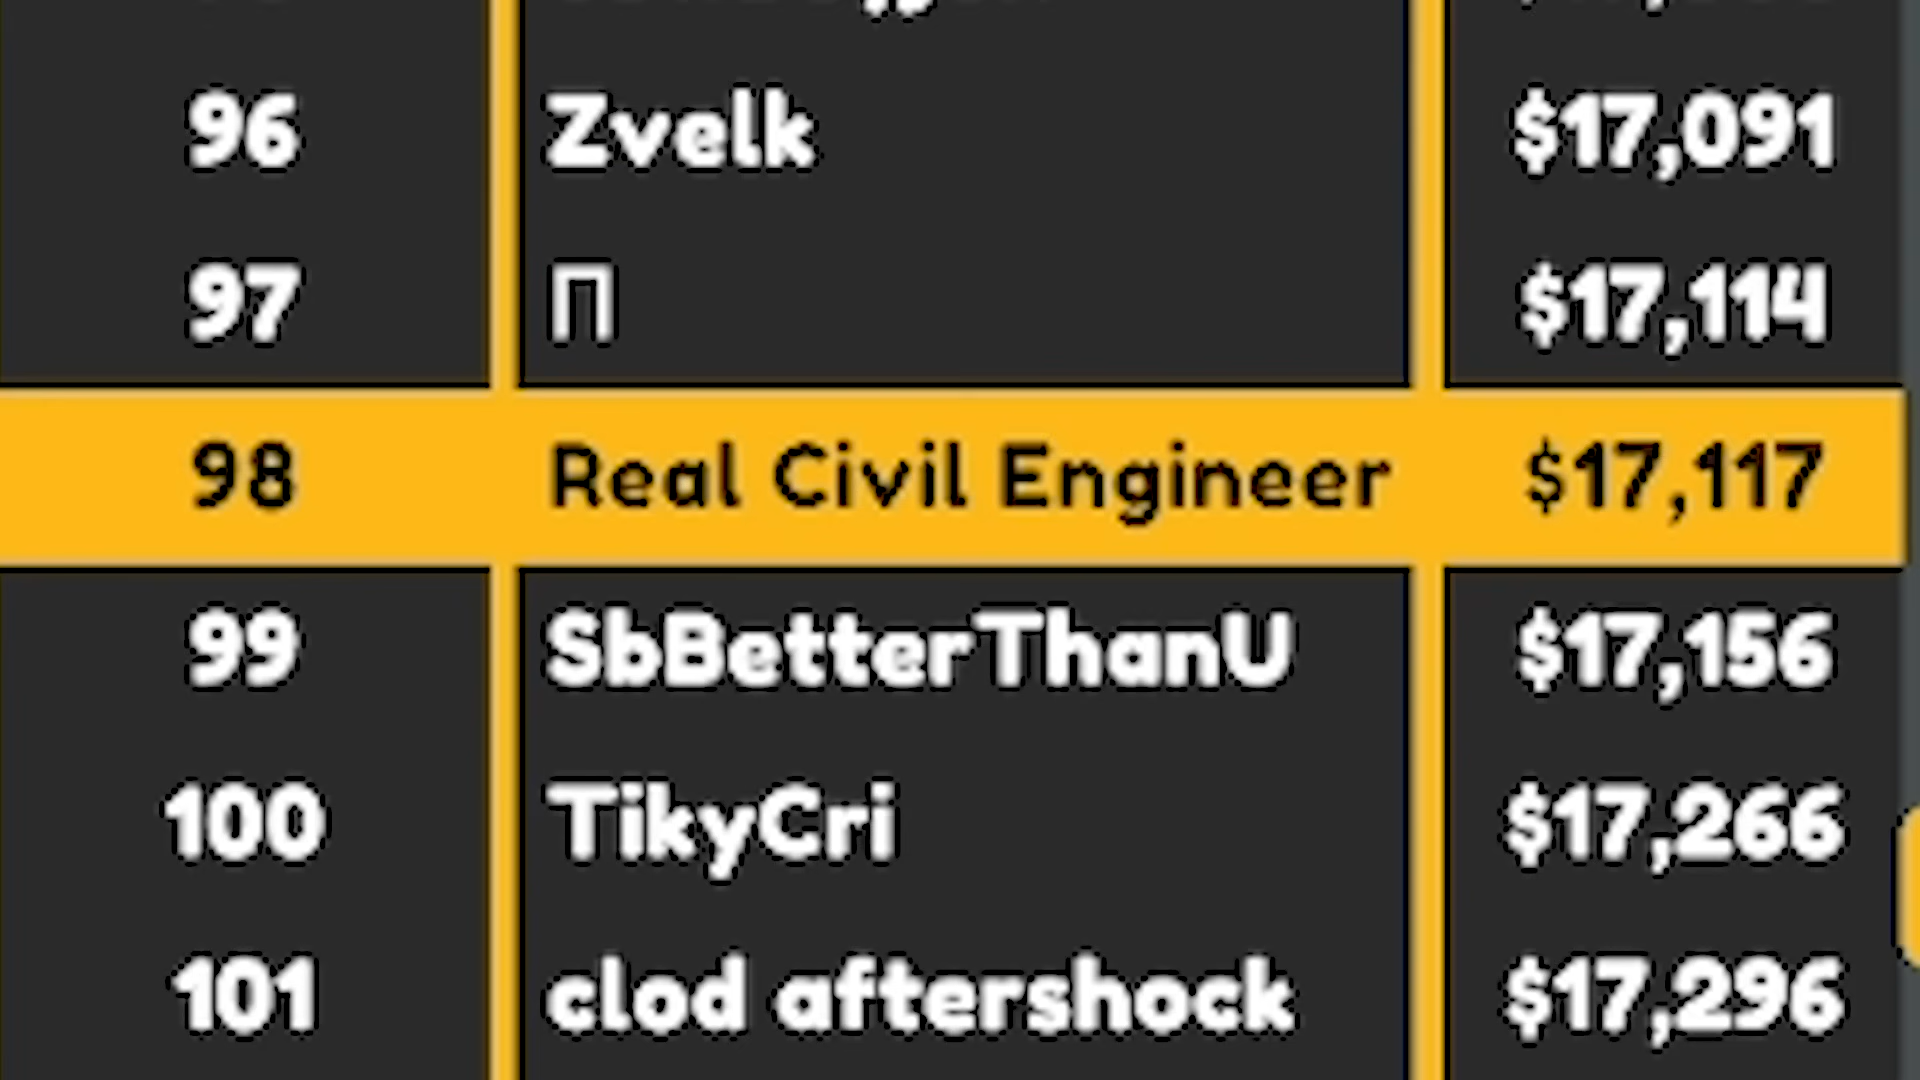 96 Zvelk $17,091
97 П $17,114
98 Real Civil Engineer $17,117
99 SbBetterThanU $17,156
100 TikyCri $17,266
101 clod aftershock $17,296